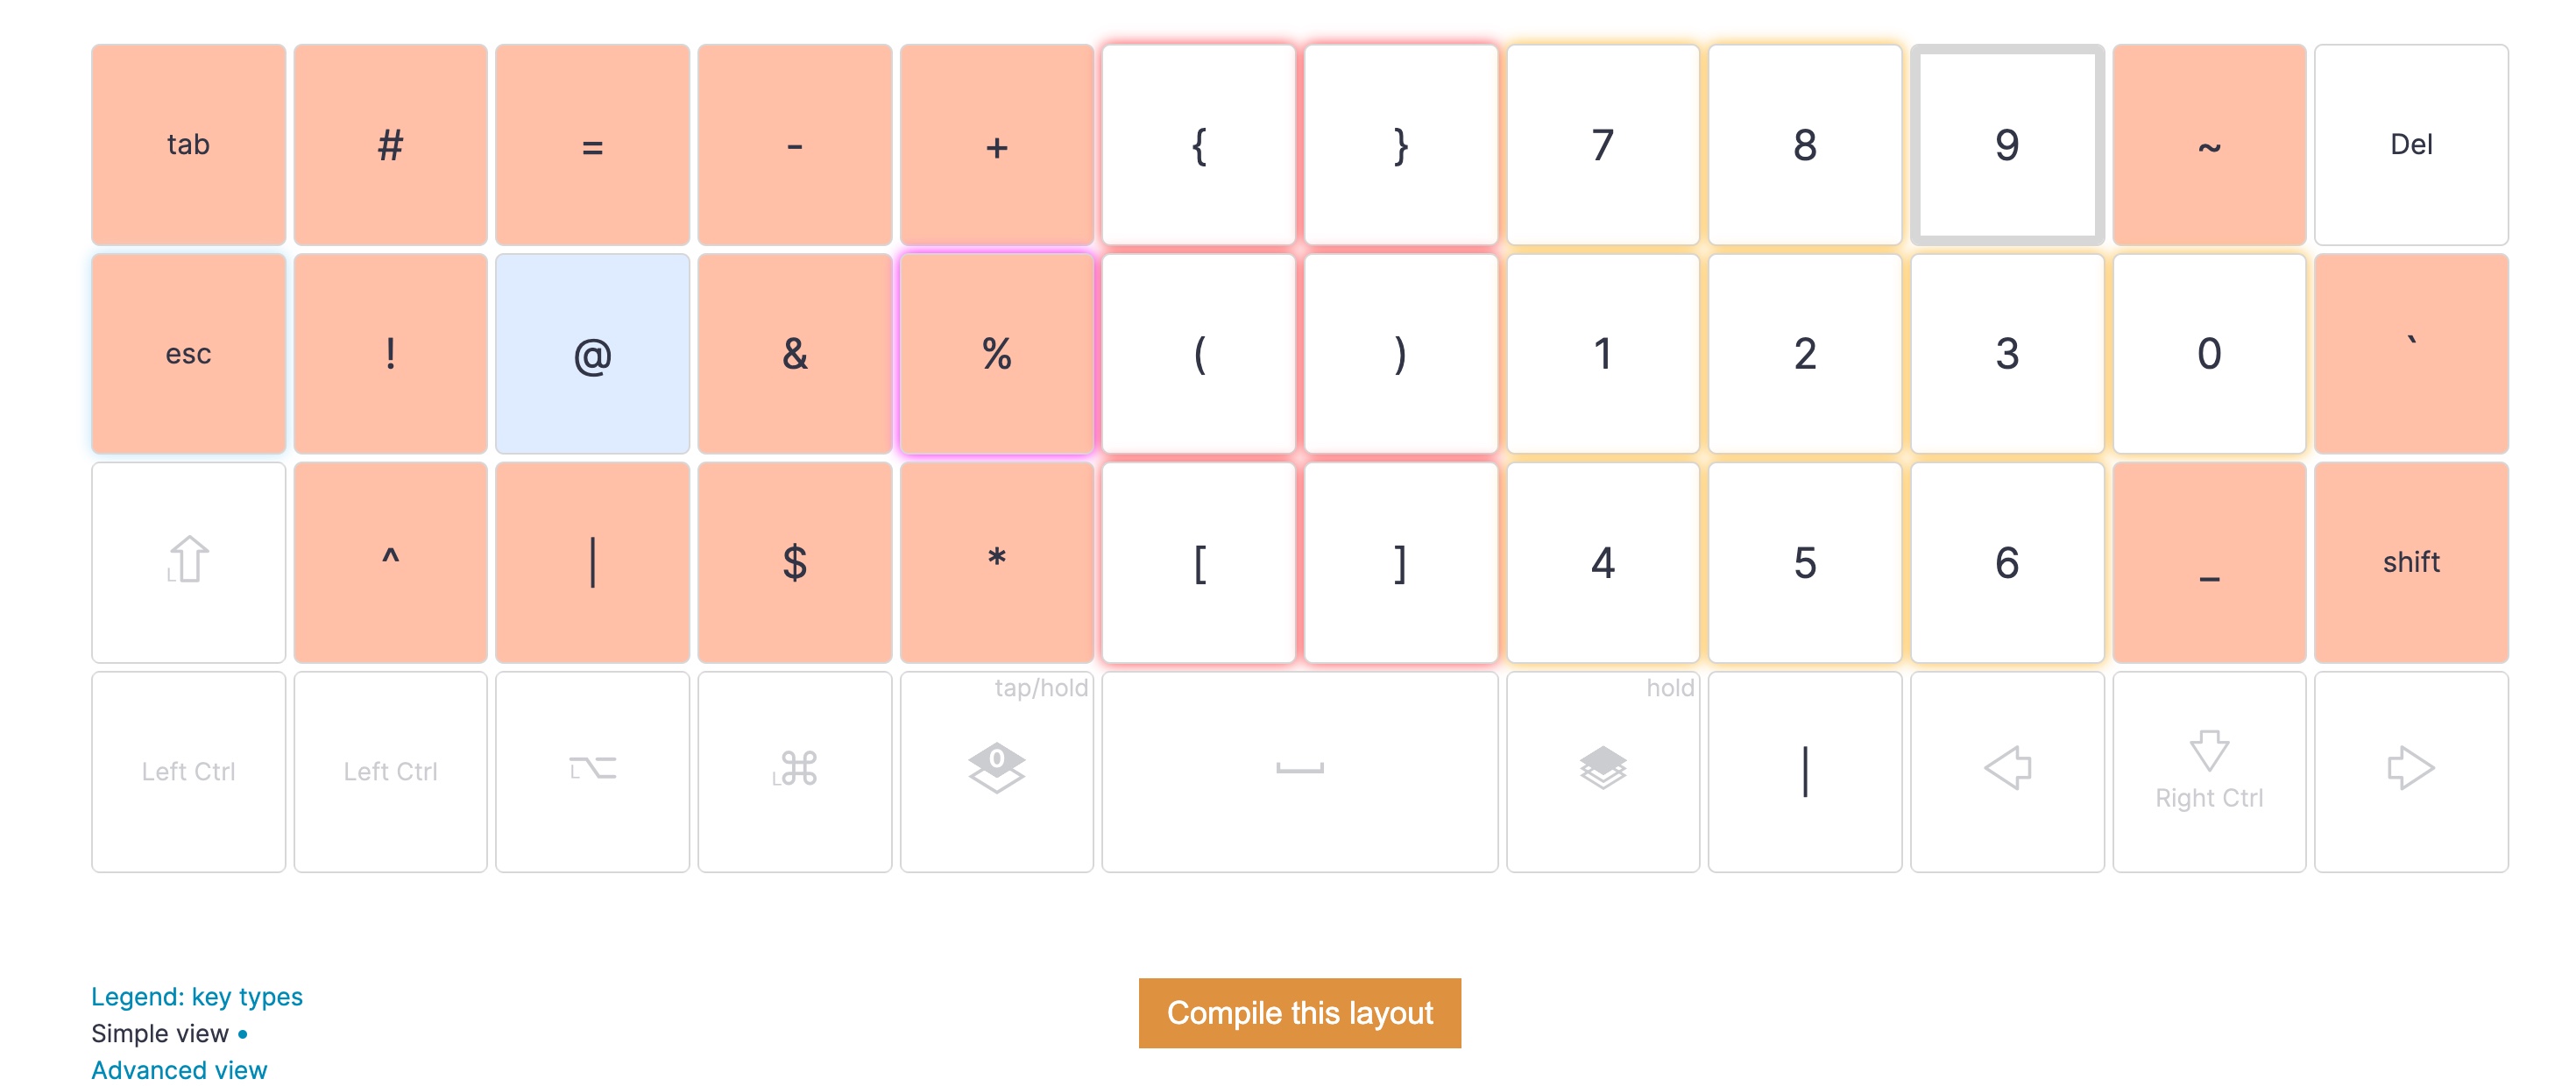 tab # = - + { } 7 8 9 ~ Del
esc ! @ & % ( ) 1 2 3 0 `
L ^ | $ * [ ] 4 5 6 _ shift
tap/hold hold
Left Ctrl Left Ctrl L L 0 |
Right Ctrl
Legend: key types
Compile this layout
Simple view
Advanced view